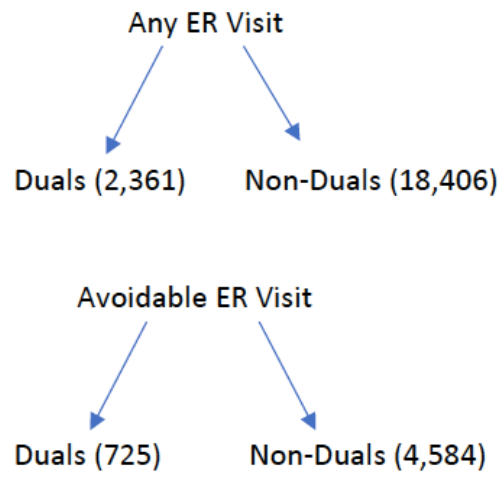 Any ER Visit
Duals (2,361) Non-Duals (18,406)
Avoidable ER Visit
Duals (725) Non-Duals (4,584)